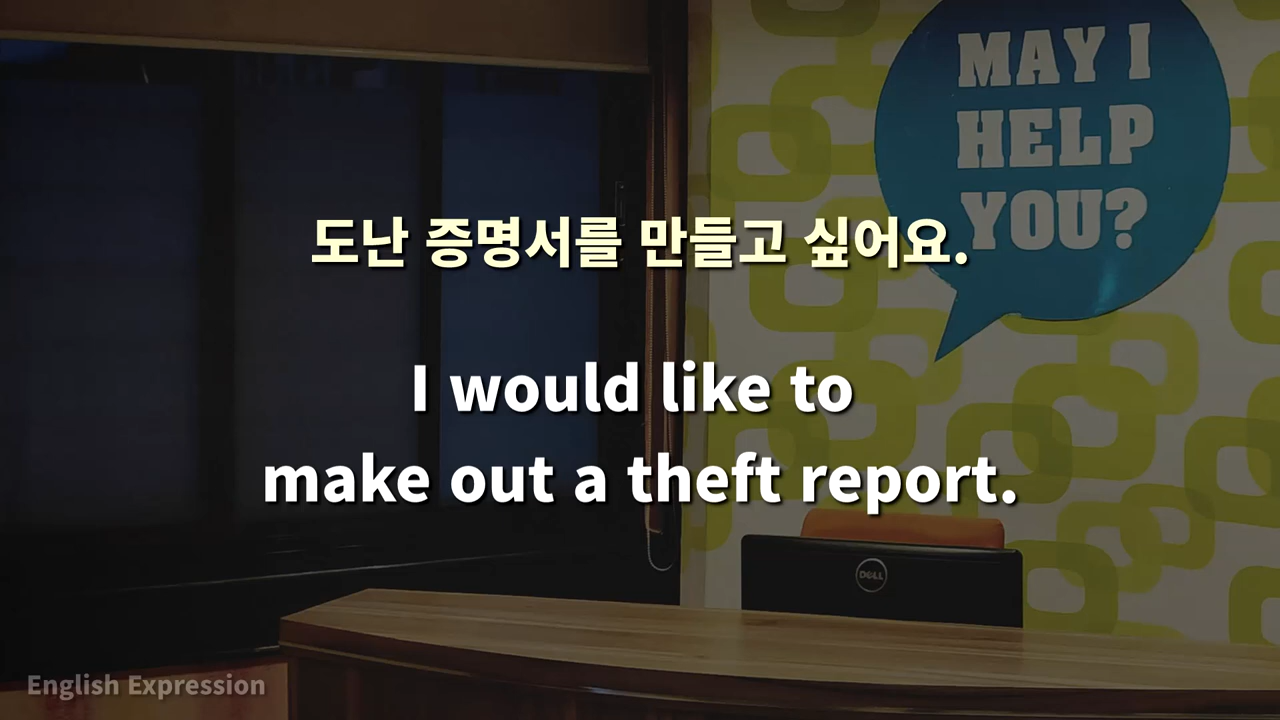 MAY I
HELP
YOU?
도난 증명서를 만들고 싶어요.
I would like to
make out a theft report.
DELL
English Expression